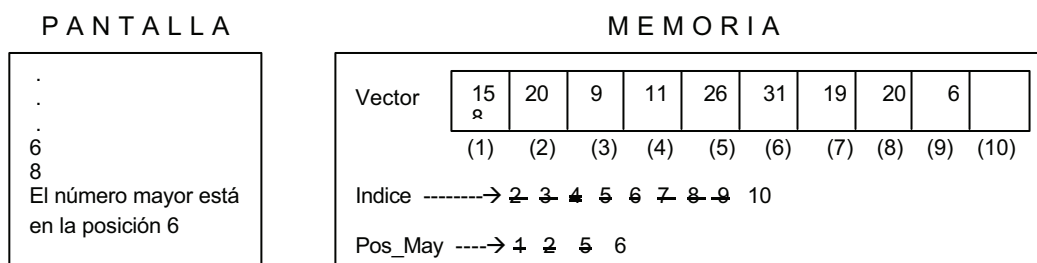 P A N T A L L A
M E M O R I A
.
.
.
6
8
El número mayor está
en la posición 6
Vector 15 20 9 11 26 31 19 20 6
8
(1) (2) (3) (4) (5) (6) (7) (8) (9) (10)
Indice --------→ 2 3 4 5 6 7 8 9 10
Pos_May ----→ 1 2 5 6